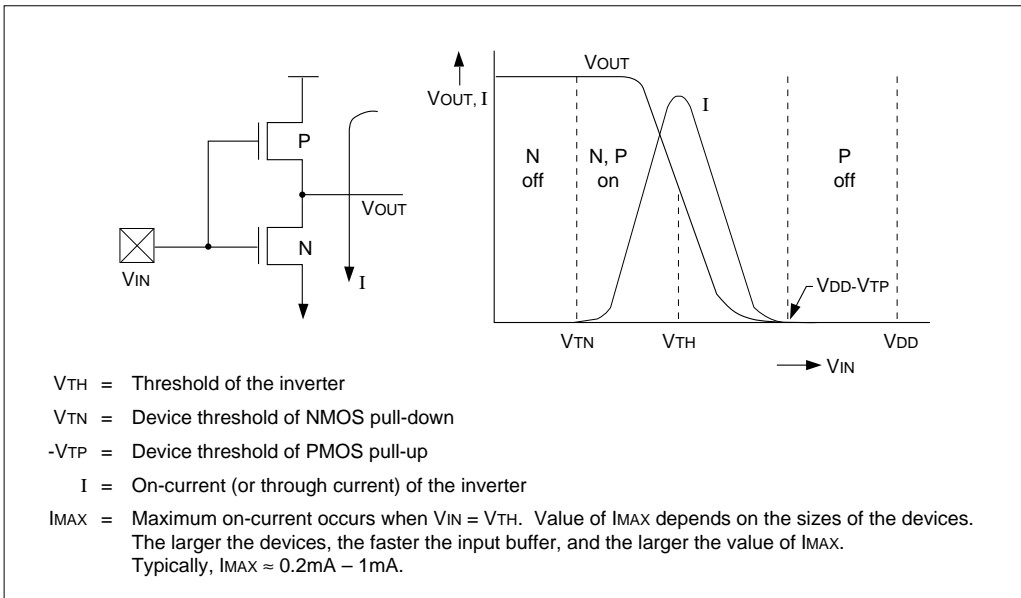 P
VOUT
N
VIN
I
VOUT, I
VOUT
I
N
off
N, P
on
P
off
VDD-VTP
VTN
VTH
VDD
VIN
VTH = Threshold of the inverter
VTN = Device threshold of NMOS pull-down
-VTP = Device threshold of PMOS pull-up
I = On-current (or through current) of the inverter
IMAX = Maximum on-current occurs when VIN = VTH. Value of IMAX depends on the sizes of the devices.
The larger the devices, the faster the input buffer, and the larger the value of IMAX.
Typically, IMAX ≈ 0.2mA – 1mA.